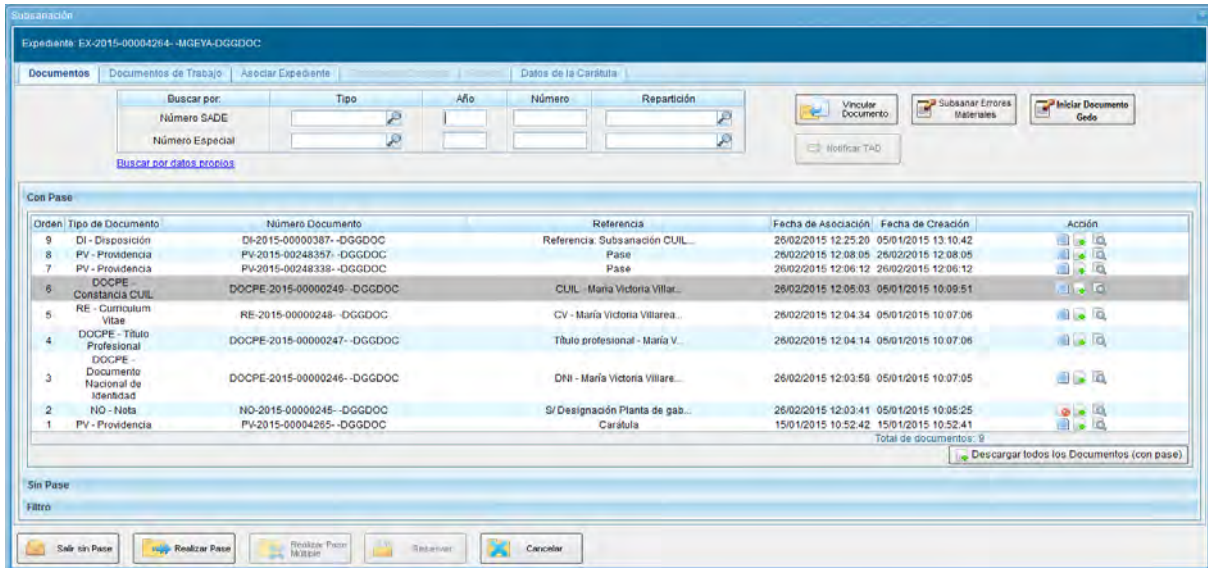 Subsanación
Expediente: EX-2015-00004264- -MGEYA-DGGDOC
Documentos Documentos de Trabajo Asociar Expediente Datos de la Carátula
Buscar por: Tipo Año Número Repartición
Número SADE
Número Especial
Buscar por datos propios
Vincular Documento
Subsanar Errores Materiales
Iniciar Documento Gedo
Notificar TAD
Con Pase
Orden Tipo de Documento Número Documento Referencia Fecha de Asociación Fecha de Creación Acción
9 DI - Disposición DI-2015-00000387- -DGGDOC Referencia: Subsanación CUIL... 26/02/2015 12:25:20 05/01/2015 13:10:42
8 PV - Providencia PV-2015-00248357- -DGGDOC Pase 26/02/2015 12:08:05 26/02/2015 12:08:05
7 PV - Providencia PV-2015-00248338- -DGGDOC Pase 26/02/2015 12:06:12 26/02/2015 12:06:12
6 DOCPE - Constancia CUIL DOCPE-2015-00000249- -DGGDOC CUIL - María Victoria Villar... 26/02/2015 12:05:03 05/01/2015 10:09:51
5 RE - Curriculum Vitae RE-2015-00000248- -DGGDOC CV - María Victoria Villarea... 26/02/2015 12:04:34 05/01/2015 10:07:06
4 DOCPE - Título Profesional DOCPE-2015-00000247- -DGGDOC Título profesional - María V... 26/02/2015 12:04:14 05/01/2015 10:07:06
3 DOCPE - Documento Nacional de Identidad DOCPE-2015-00000246- -DGGDOC DNI - María Victoria Villare... 26/02/2015 12:03:58 05/01/2015 10:07:05
2 NO - Nota NO-2015-00000245- -DGGDOC S/ Designación Planta de gab... 26/02/2015 12:03:41 05/01/2015 10:05:25
1 PV - Providencia PV-2015-00004265- -DGGDOC Carátula 15/01/2015 10:52:42 15/01/2015 10:52:41
Total de documentos: 9
Descargar todos los Documentos (con pase)
Sin Pase
Filtro
Salir sin Pase Realizar Pase Realizar Pase Múltiple Reservar Cancelar